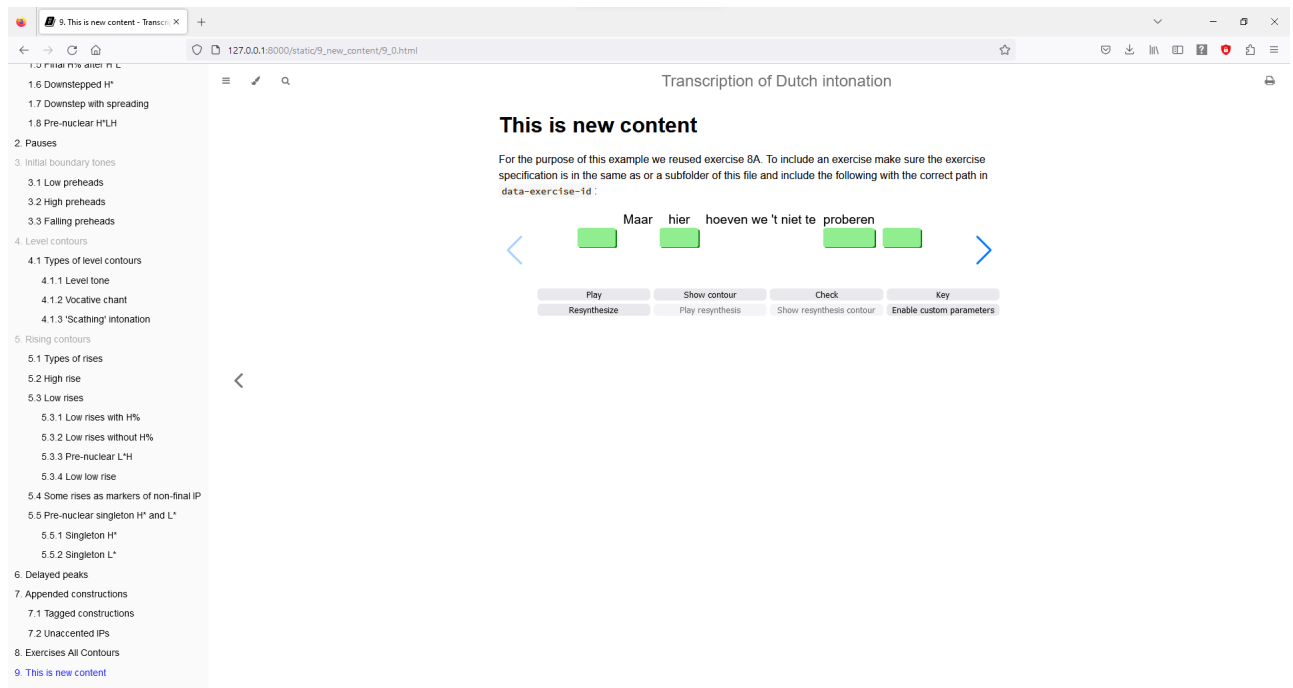 9. This is new content - Transcri
127.0.0.1:8000/static/9_new_content/9_0.html
1.5 Final H% after H*L
1.6 Downstepped H*
1.7 Downstep with spreading
1.8 Pre-nuclear H*LH
2. Pauses
3. Initial boundary tones
3.1 Low preheads
3.2 High preheads
3.3 Falling preheads
4. Level contours
4.1 Types of level contours
4.1.1 Level tone
4.1.2 Vocative chant
4.1.3 'Scathing' intonation
5. Rising contours
5.1 Types of rises
5.2 High rise
5.3 Low rises
5.3.1 Low rises with H%
5.3.2 Low rises without H%
5.3.3 Pre-nuclear L*H
5.3.4 Low low rise
5.4 Some rises as markers of non-final IP
5.5 Pre-nuclear singleton H* and L*
5.5.1 Singleton H*
5.5.2 Singleton L*
6. Delayed peaks
7. Appended constructions
7.1 Tagged constructions
7.2 Unaccented IPs
8. Exercises All Contours
9. This is new content
Transcription of Dutch intonation
This is new content
For the purpose of this example we reused exercise 8A. To include an exercise make sure the exercise
specification is in the same as or a subfolder of this file and include the following with the correct path in
data-exercise-id :
Maar hier hoeven we 't niet te proberen
Play Show contour Check Key
Resynthesize Play resynthesis Show resynthesis contour Enable custom parameters